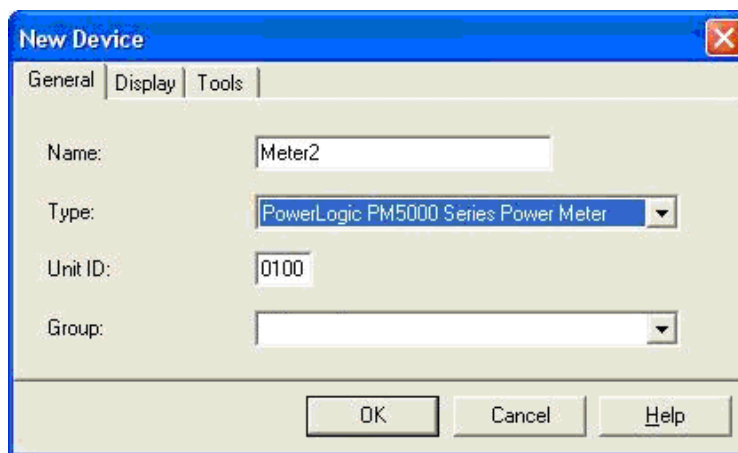 New Device
General Display Tools
Name: Meter2
Type: PowerLogic PM5000 Series Power Meter
Unit ID: 0100
Group:
OK Cancel Help